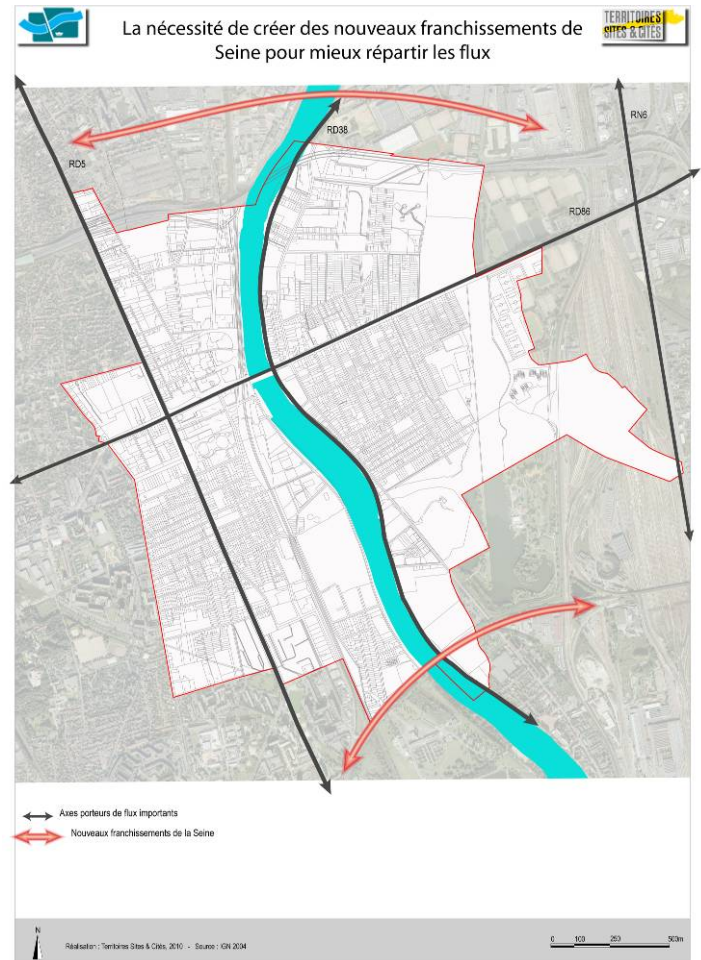 La nécessité de créer des nouveaux franchissements de
Seine pour mieux répartir les flux
TERRITOIRES
SITES & CITÉS
RD5
RD38
RN6
RD86
Axes porteurs de flux importants
Nouveaux franchissements de la Seine
N
Réalisation : Territoires Sites & Cités, 2010 - Source : IGN 2004
0 100 250 500m